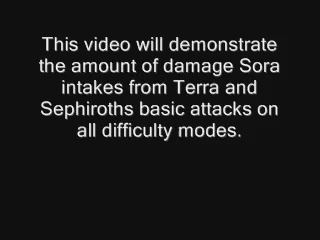 This video will demonstrate
the amount of damage Sora
intakes from Terra and
Sephiroths basic attacks on
all difficulty modes.